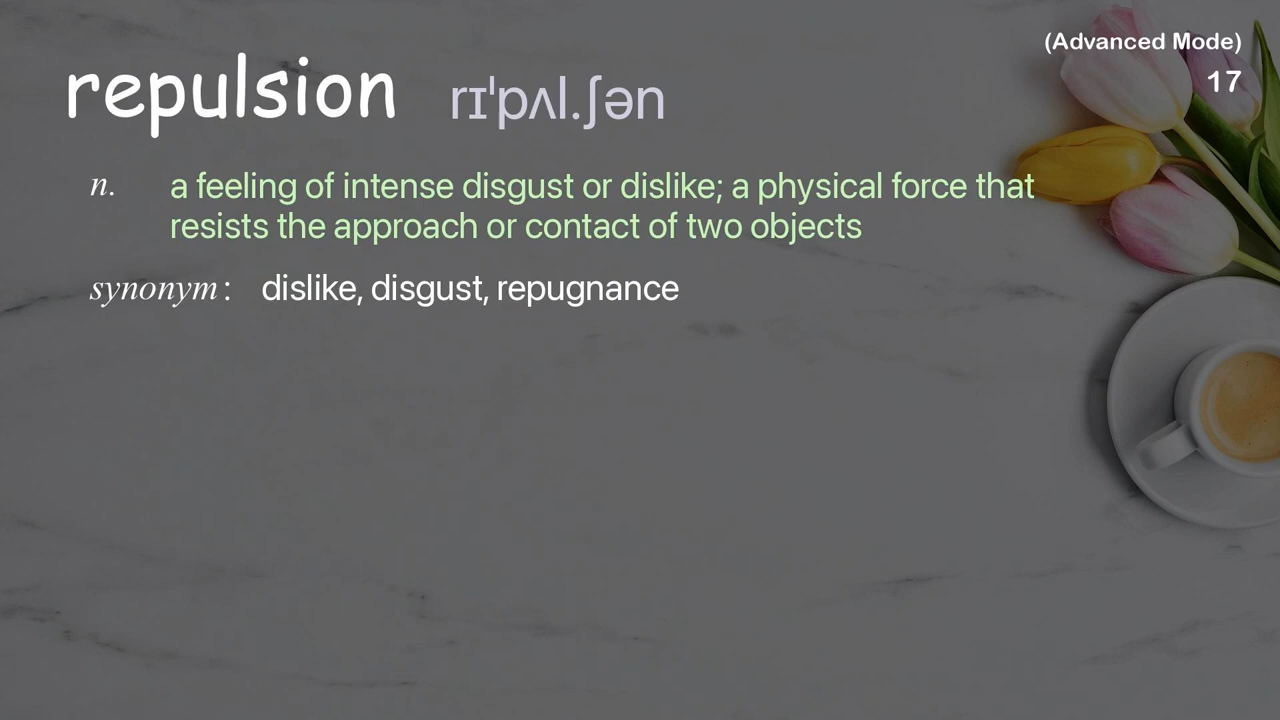 (Advanced Mode)
17
repulsion rɪˈpʌl.ʃən
n. a feeling of intense disgust or dislike; a physical force that
resists the approach or contact of two objects
synonym: dislike, disgust, repugnance